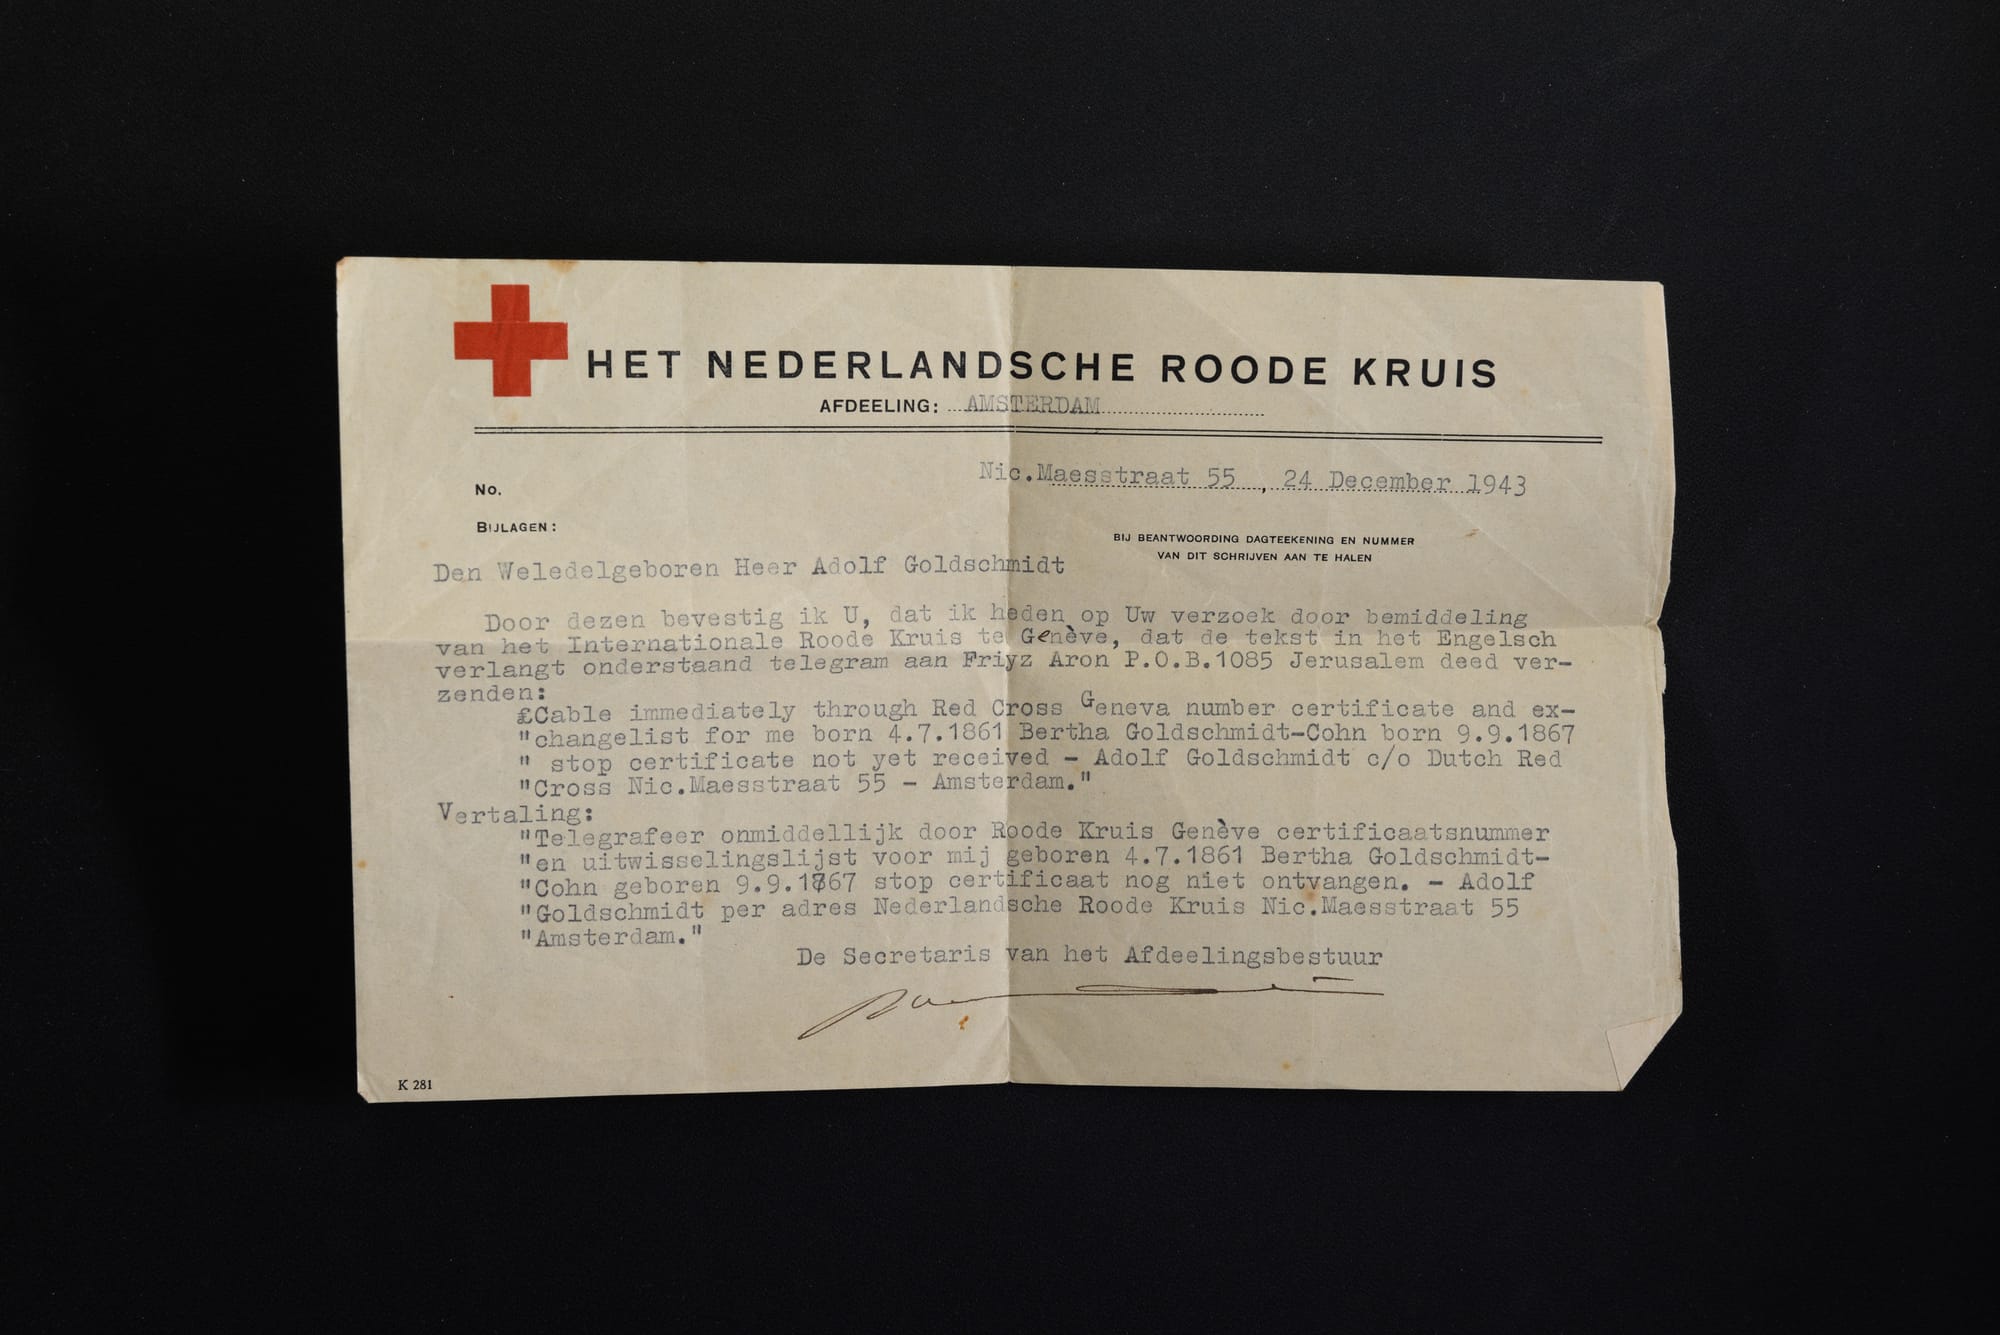 HET NEDERLANDSCHE ROODE KRUIS
AFDEELING: AMSTERDAM
Nic.Maesstraat 55 , 24 December 1943
No.
BIJLAGEN:
BIJ BEANTWOORDING DAGTEEKENING EN NUMMER
VAN DIT SCHRIJVEN AAN TE HALEN
Den Weledelgeboren Heer Adolf Goldschmidt
Door dezen bevestig ik U, dat ik heden op Uw verzoek door bemiddeling
van het Internationale Roode Kruis te Genève, dat de tekst in het Engelsch
verlangt onderstaand telegram aan Friyz Aron P.O.B.1085 Jerusalem deed ver-
zenden:
£Cable immediately through Red Cross Geneva number certificate and ex-
"changelist for me born 4.7.1861 Bertha Goldschmidt-Cohn born 9.9.1867
" stop certificate not yet received - Adolf Goldschmidt c/o Dutch Red
"Cross Nic.Maesstraat 55 - Amsterdam."
Vertaling:
"Telegrafeer onmiddellijk door Roode Kruis Genève certificaatsnummer
"en uitwisselingslijst voor mij geboren 4.7.1861 Bertha Goldschmidt-
"Cohn geboren 9.9.1867 stop certificaat nog niet ontvangen. - Adolf
"Goldschmidt per adres Nederlandsche Roode Kruis Nic.Maesstraat 55
"Amsterdam."
De Secretaris van het Afdeelingsbestuur
K 281